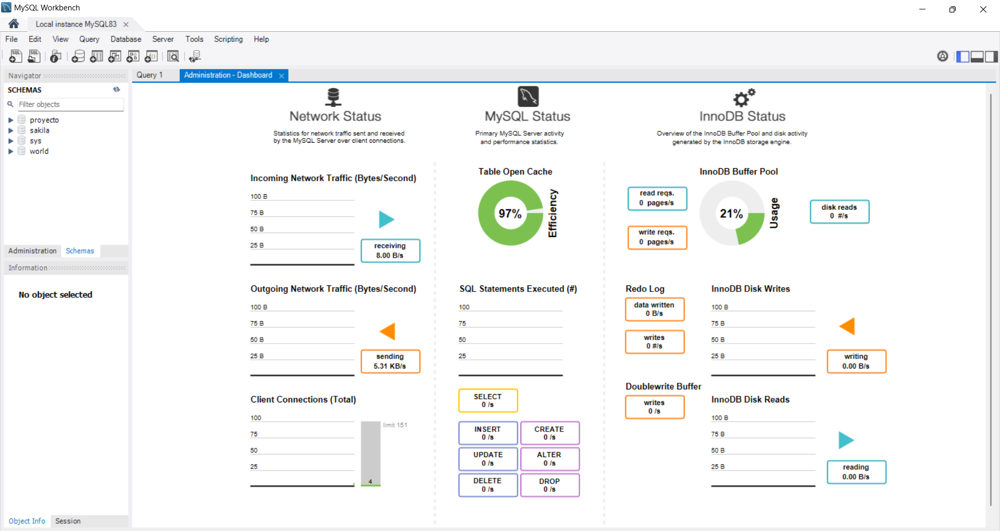 MySQL Workbench
Local instance MySQL83
File Edit View Query Database Server Tools Scripting Help
SQL SQL
Navigator
SCHEMAS
Filter objects
proyecto
sakila
sys
world
Administration Schemas
Information
No object selected
Object Info Session
Query 1 Administration - Dashboard
Network Status
Statistics for network traffic sent and received
by the MySQL Server over client connections.
Incoming Network Traffic (Bytes/Second)
100 B
75 B
50 B
25 B
receiving
8.00 B/s
Outgoing Network Traffic (Bytes/Second)
100 B
75 B
50 B
25 B
sending
5.31 KB/s
Client Connections (Total)
100
75
50
25
limit 151
4
MySQL Status
Primary MySQL Server activity
and performance statistics.
Table Open Cache
97%
Efficiency
SQL Statements Executed (#)
100
75
50
25
SELECT
0 /s
INSERT
0 /s
CREATE
0 /s
UPDATE
0 /s
ALTER
0 /s
DELETE
0 /s
DROP
0 /s
InnoDB Status
Overview of the InnoDB Buffer Pool and disk activity
generated by the InnoDB storage engine.
InnoDB Buffer Pool
read reqs.
0 pages/s
write reqs.
0 pages/s
21%
Usage
disk reads
0 #/s
Redo Log
data written
0 B/s
writes
0 #/s
InnoDB Disk Writes
100 B
75 B
50 B
25 B
writing
0.00 B/s
Doublewrite Buffer
writes
0 /s
InnoDB Disk Reads
100 B
75 B
50 B
25 B
reading
0.00 B/s